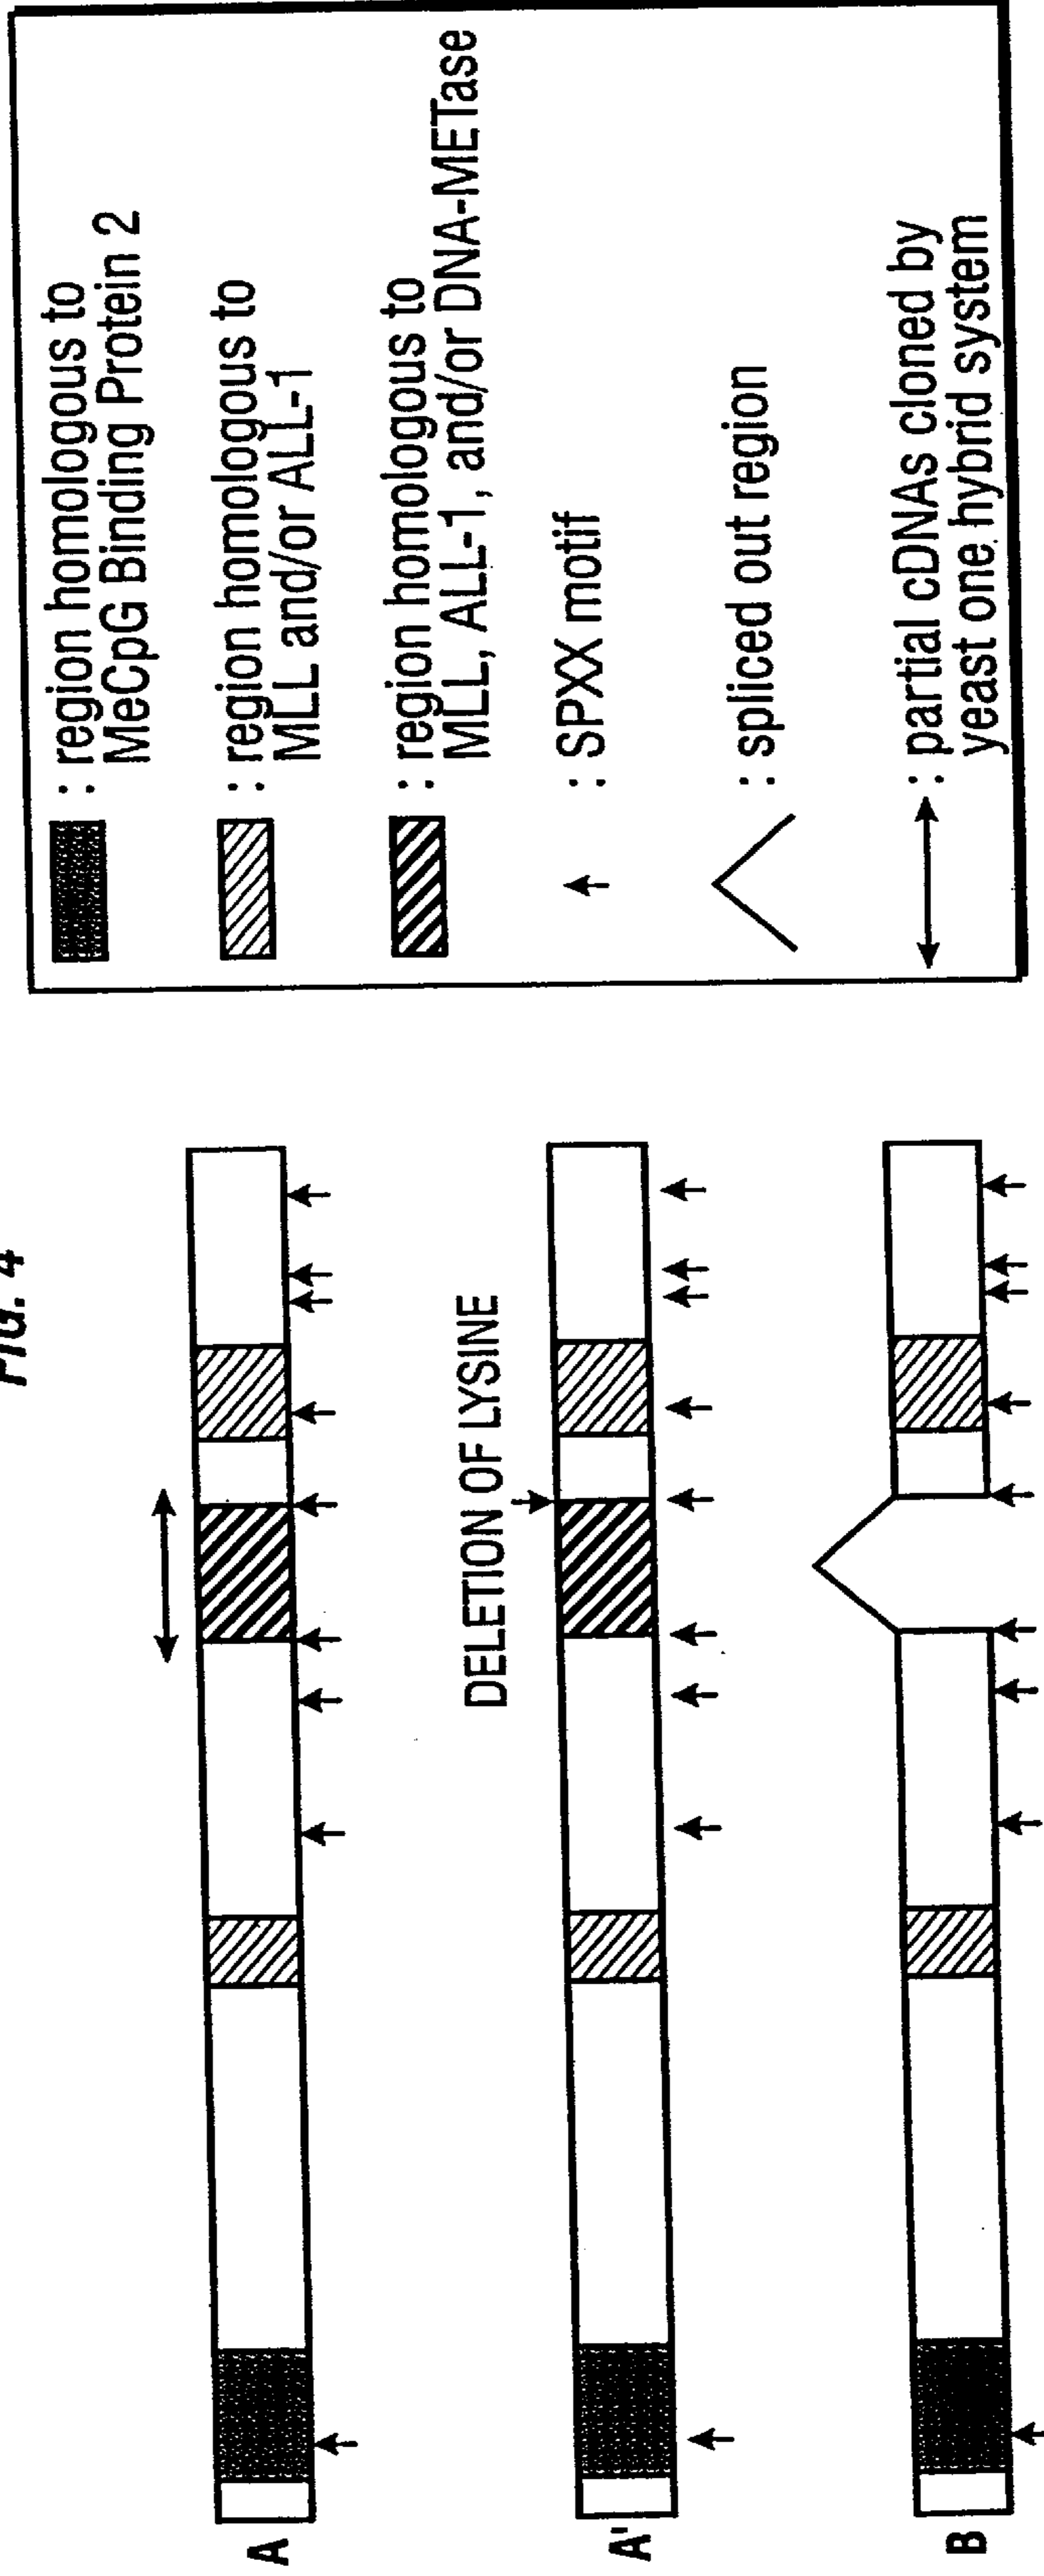 FIG. 4
A
A'
DELETION OF LYSINE
B
: region homologous to
MeCpG Binding Protein 2
: region homologous to
MLL and/or ALL-1
: region homologous to
MLL, ALL-1, and/or DNA-METase
: SPXX motif
: spliced out region
: partial cDNAs cloned by
yeast one hybrid system